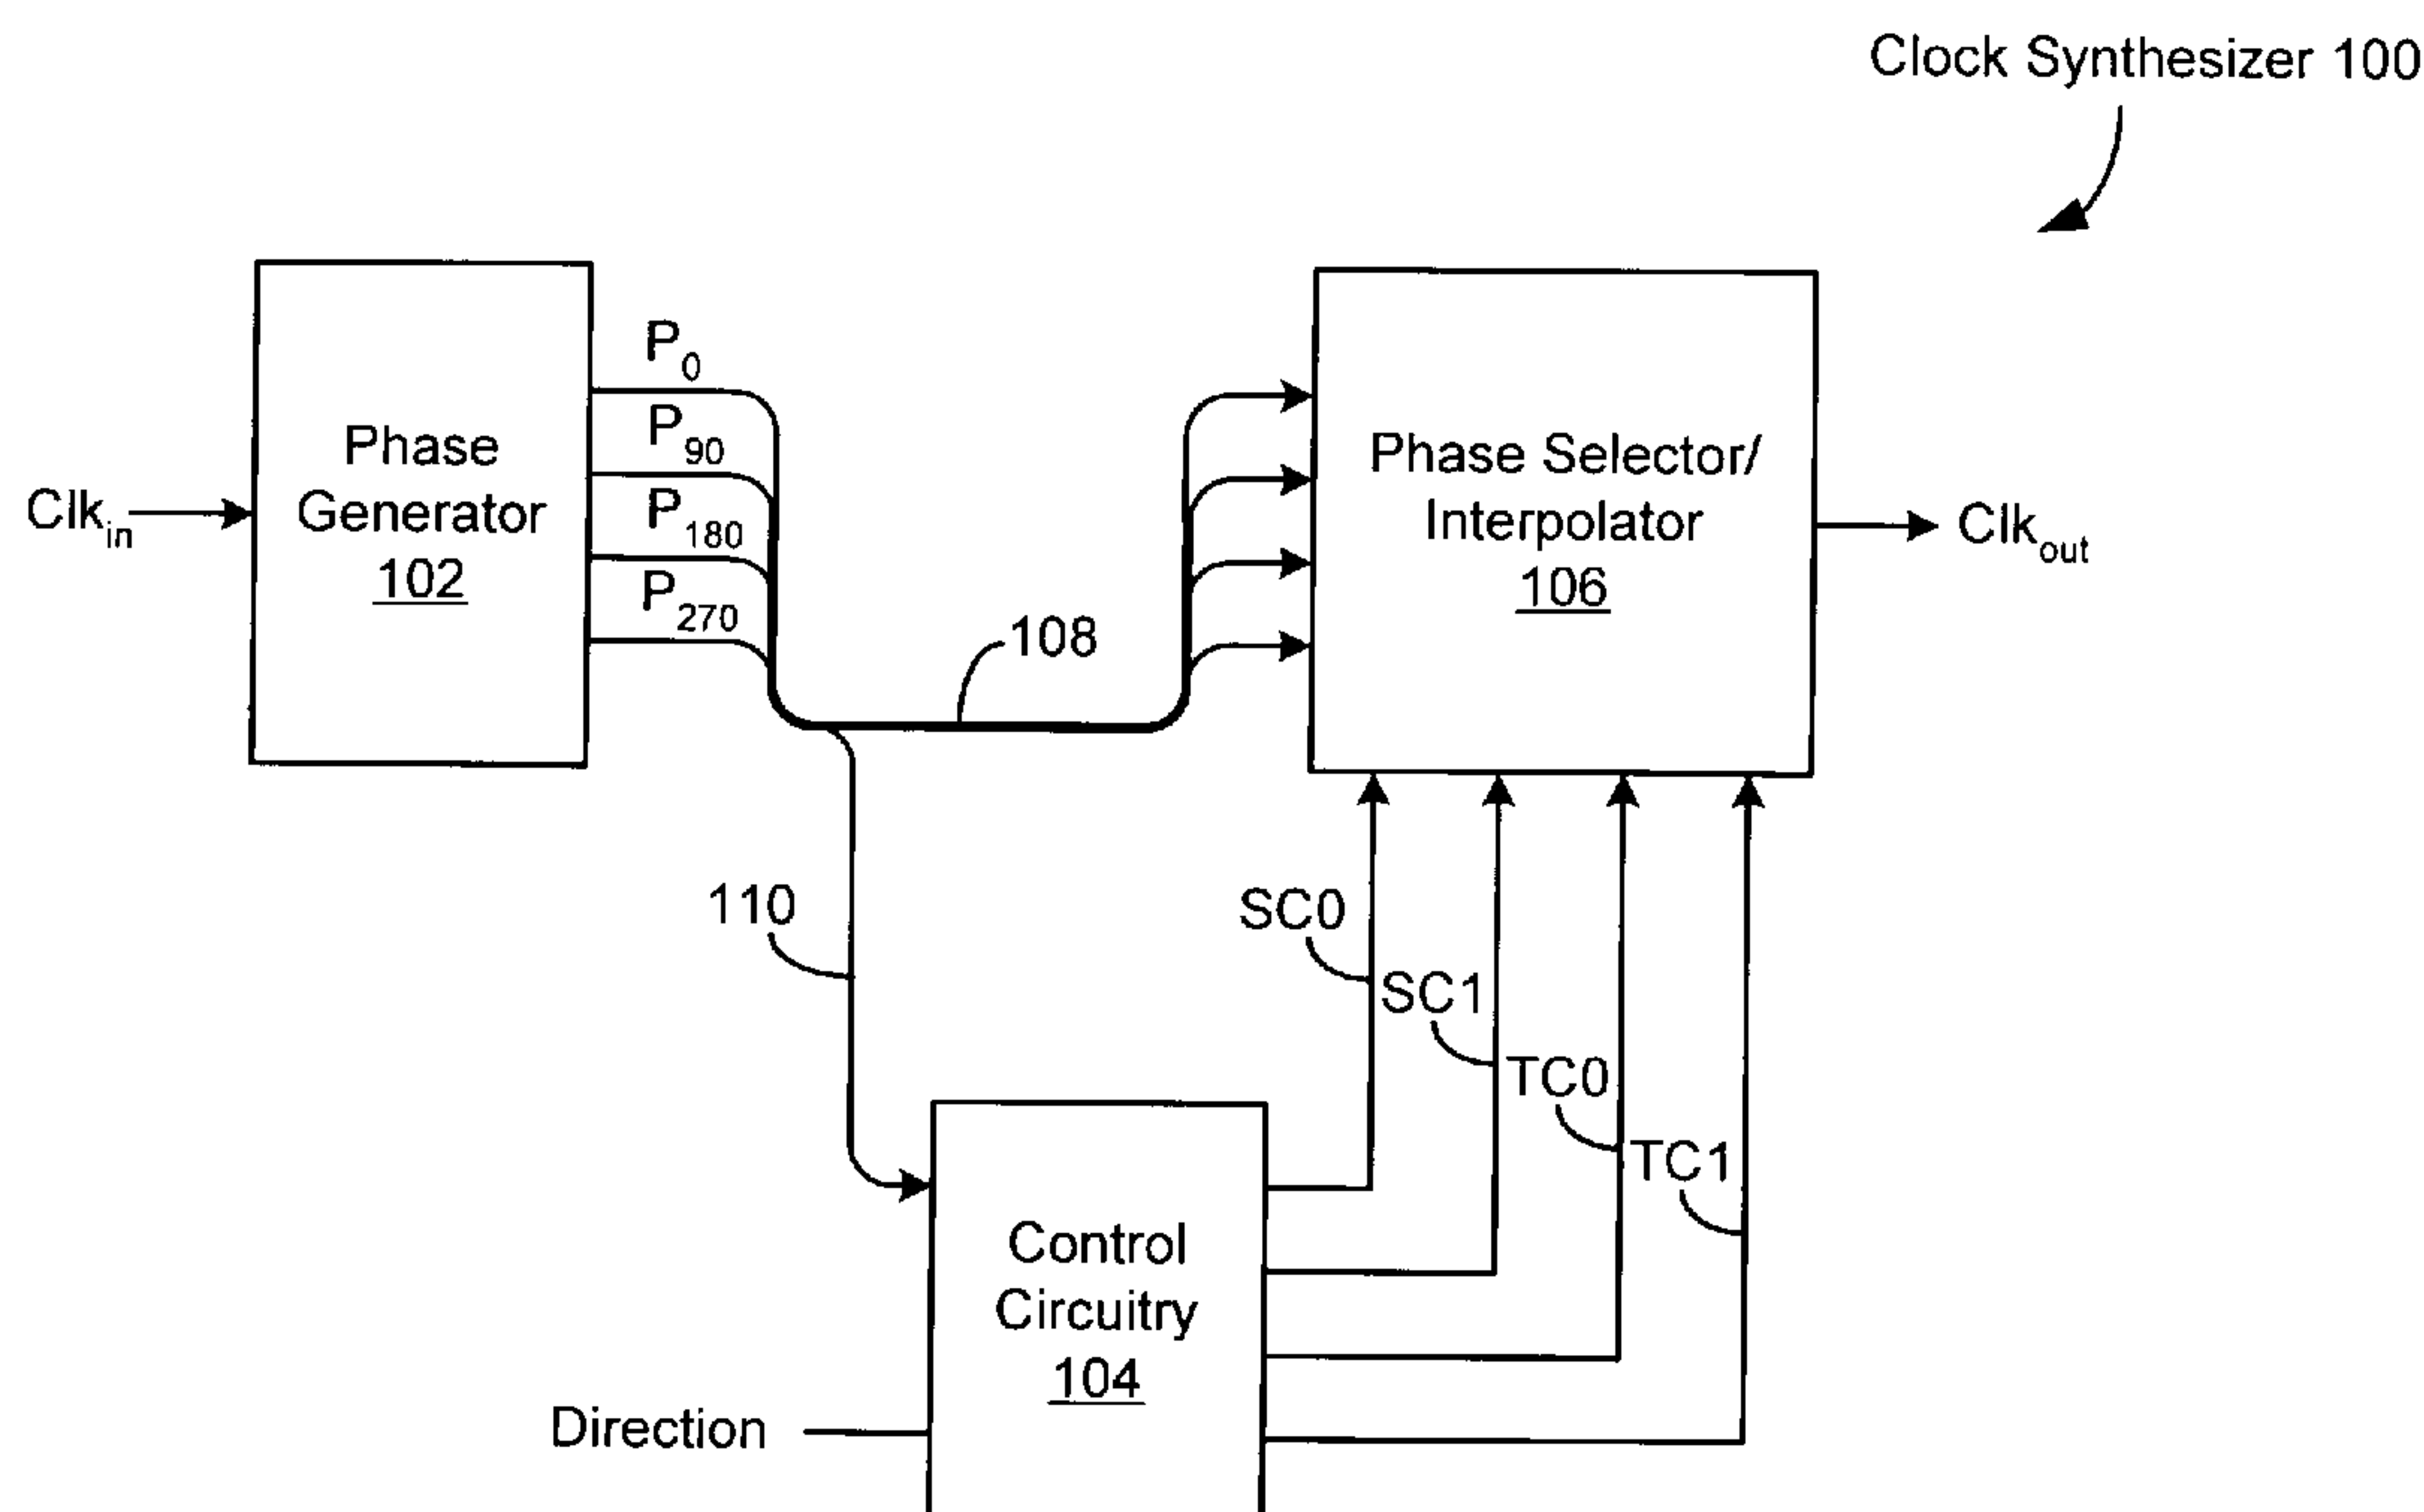 Clock Synthesizer 100
P0
P90
P180
P270
Phase
Generator
102
Clkin
108
Phase Selector/
Interpolator
106
Clkout
110
SC0
SC1
TC0
TC1
Control
Circuitry
104
Direction